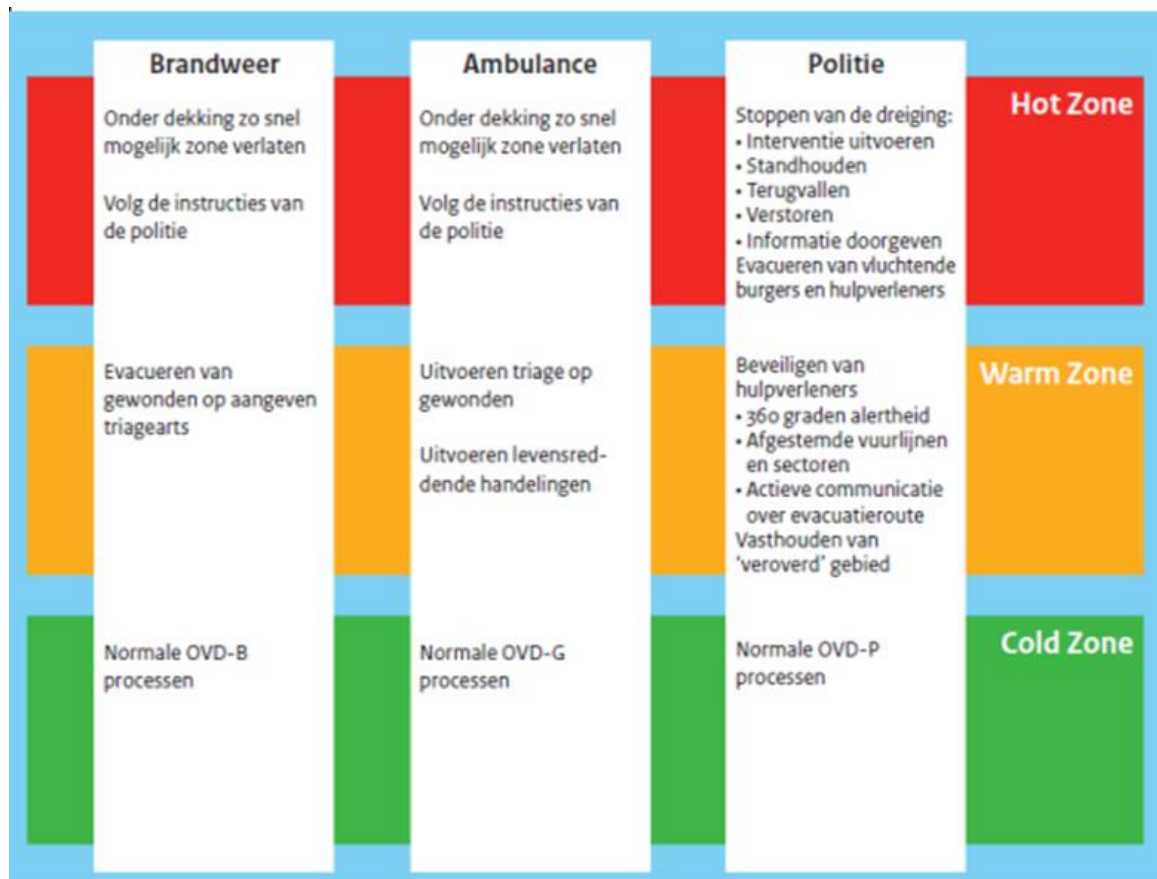 Brandweer
Ambulance
Politie
Hot Zone
Onder dekking zo snel
mogelijk zone verlaten
Volg de instructies van
de politie
Onder dekking zo snel
mogelijk zone verlaten
Volg de instructies van
de politie
Stoppen van de dreiging:
• Interventie uitvoeren
• Standhouden
• Terugvallen
• Verstoren
• Informatie doorgeven
Evacueren van vluchtende
burgers en hulpverleners
Warm Zone
Evacueren van
gewonden op aangeven
triagearts
Uitvoeren triage op
gewonden
Uitvoeren levensred-
dende handelingen
Beveiligen van
hulpverleners
• 360 graden alertheid
• Afgestemde vuurlijnen
en sectoren
• Actieve communicatie
over evacuatieroute
Vasthouden van
'veroverd' gebied
Cold Zone
Normale OVD-B
processen
Normale OVD-G
processen
Normale OVD-P
processen